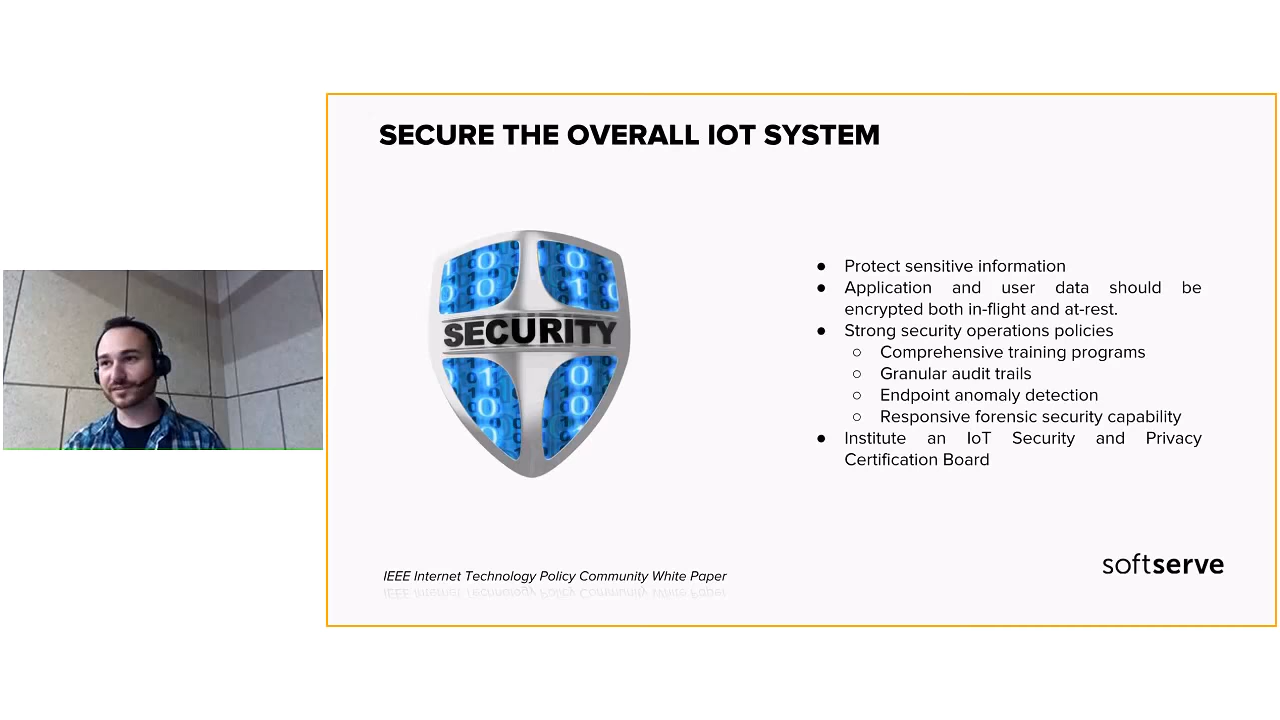 SECURE THE OVERALL IOT SYSTEM
SECURITY
● Protect sensitive information
● Application and user data should be
encrypted both in-flight and at-rest.
● Strong security operations policies
○ Comprehensive training programs
○ Granular audit trails
○ Endpoint anomaly detection
○ Responsive forensic security capability
● Institute an IoT Security and Privacy
Certification Board
IEEE Internet Technology Policy Community White Paper
softserve